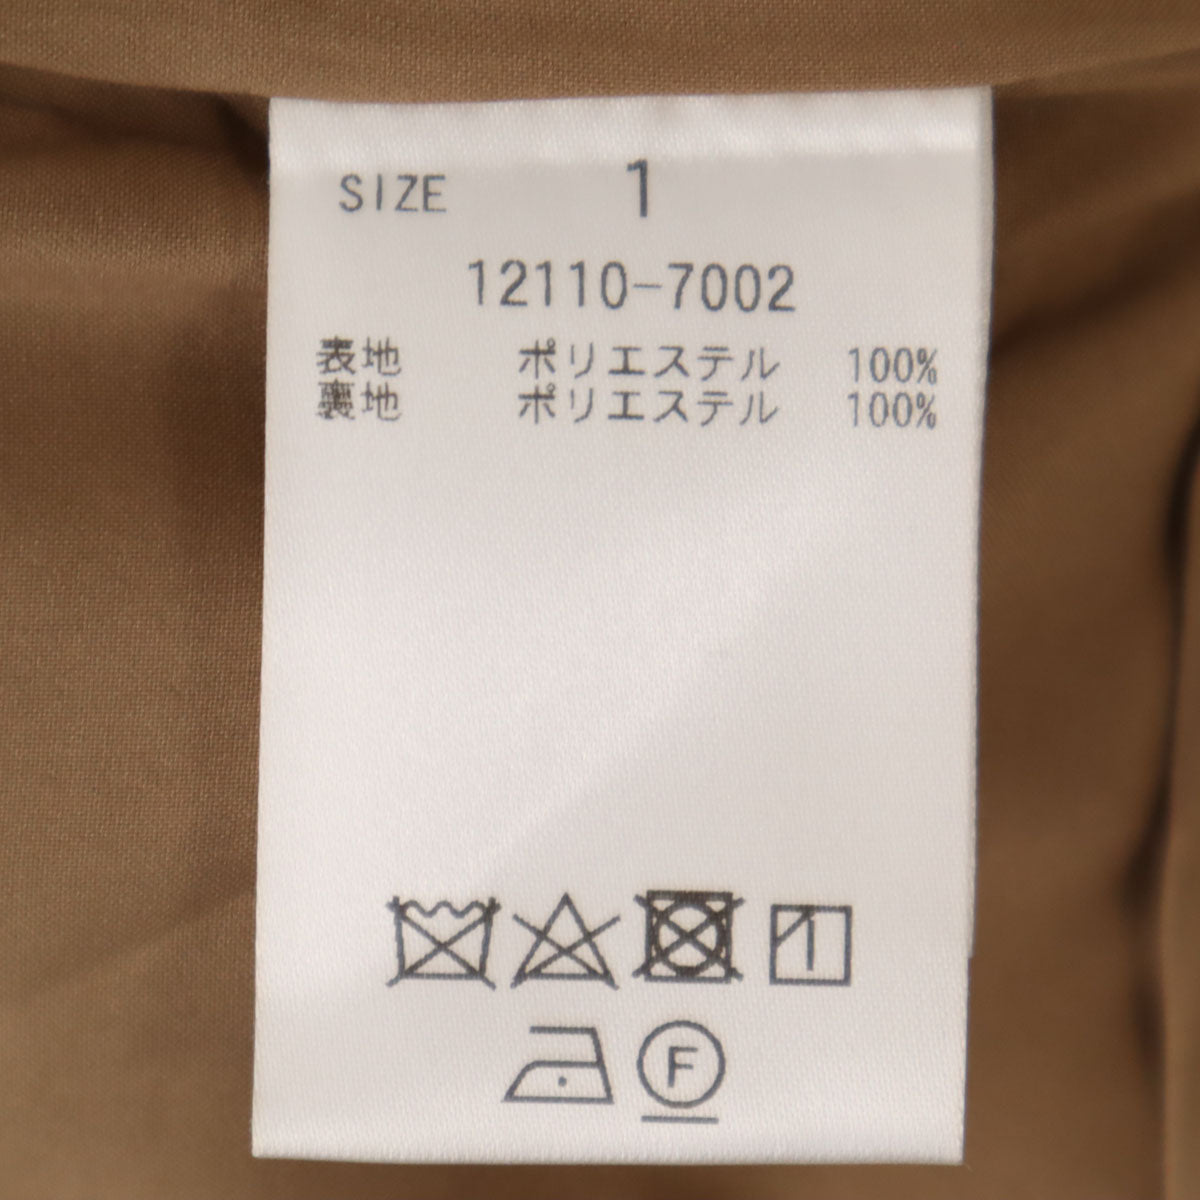 SIZE 1
12110-7002
表地 ポリエステル 100%
裏地 ポリエステル 100%
F